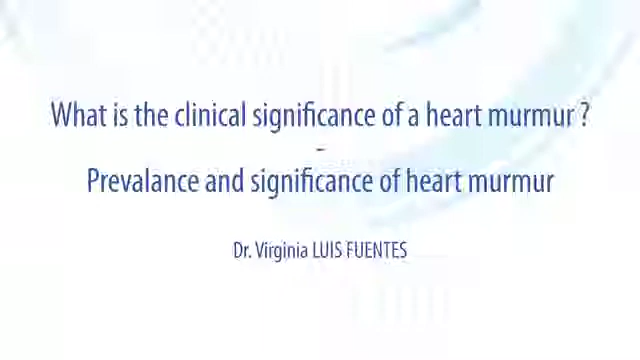 What is the clinical significance of a heart murmur ?
-
Prevalance and significance of heart murmur
Dr. Virginia LUIS FUENTES